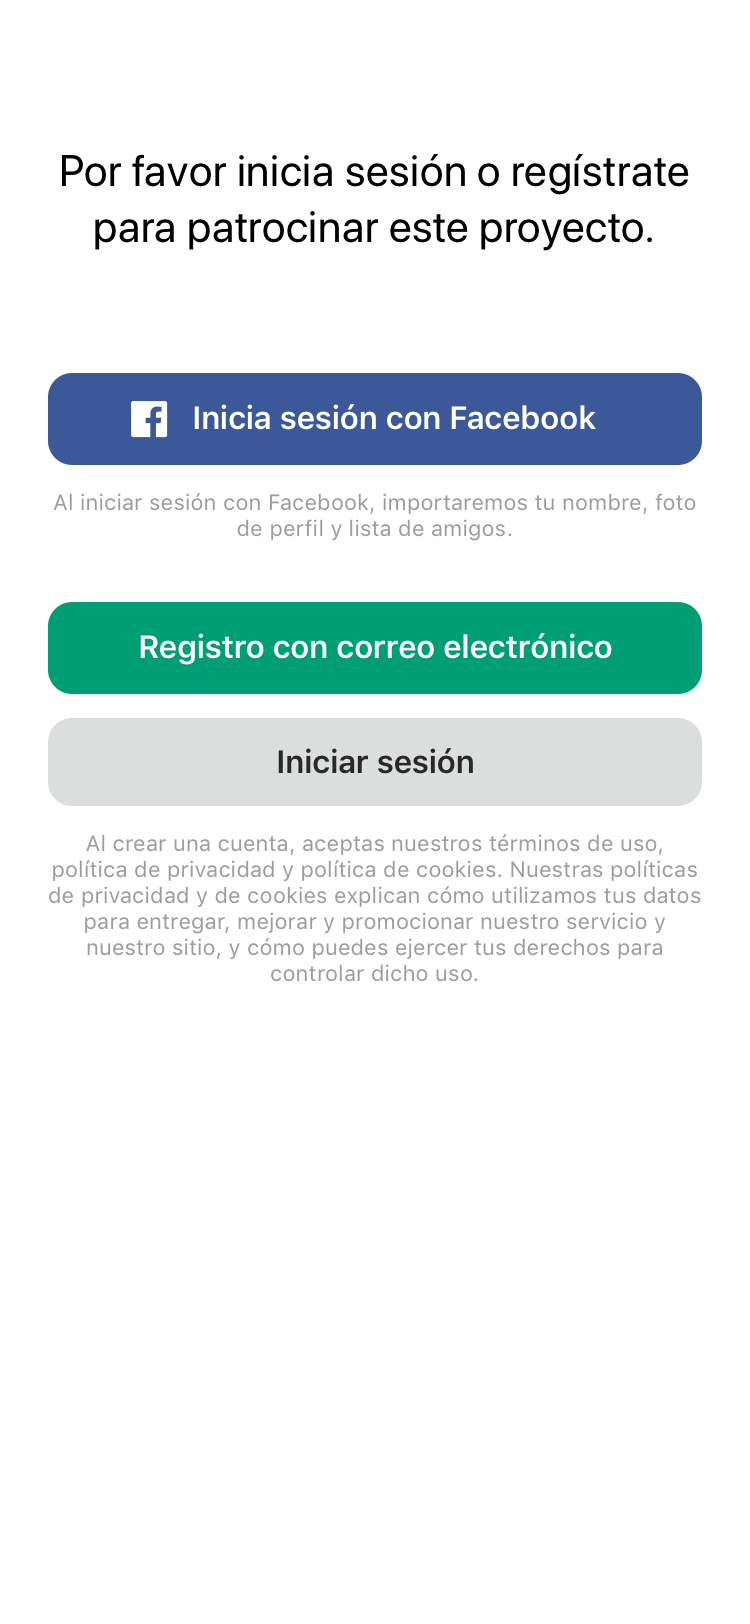 Por favor inicia sesión o regístrate
para patrocinar este proyecto.
Inicia sesión con Facebook
Al iniciar sesión con Facebook, importaremos tu nombre, foto
de perfil y lista de amigos.
Registro con correo electrónico
Iniciar sesión
Al crear una cuenta, aceptas nuestros términos de uso,
política de privacidad y política de cookies. Nuestras políticas
de privacidad y de cookies explican cómo utilizamos tus datos
para entregar, mejorar y promocionar nuestro servicio y
nuestro sitio, y cómo puedes ejercer tus derechos para
controlar dicho uso.